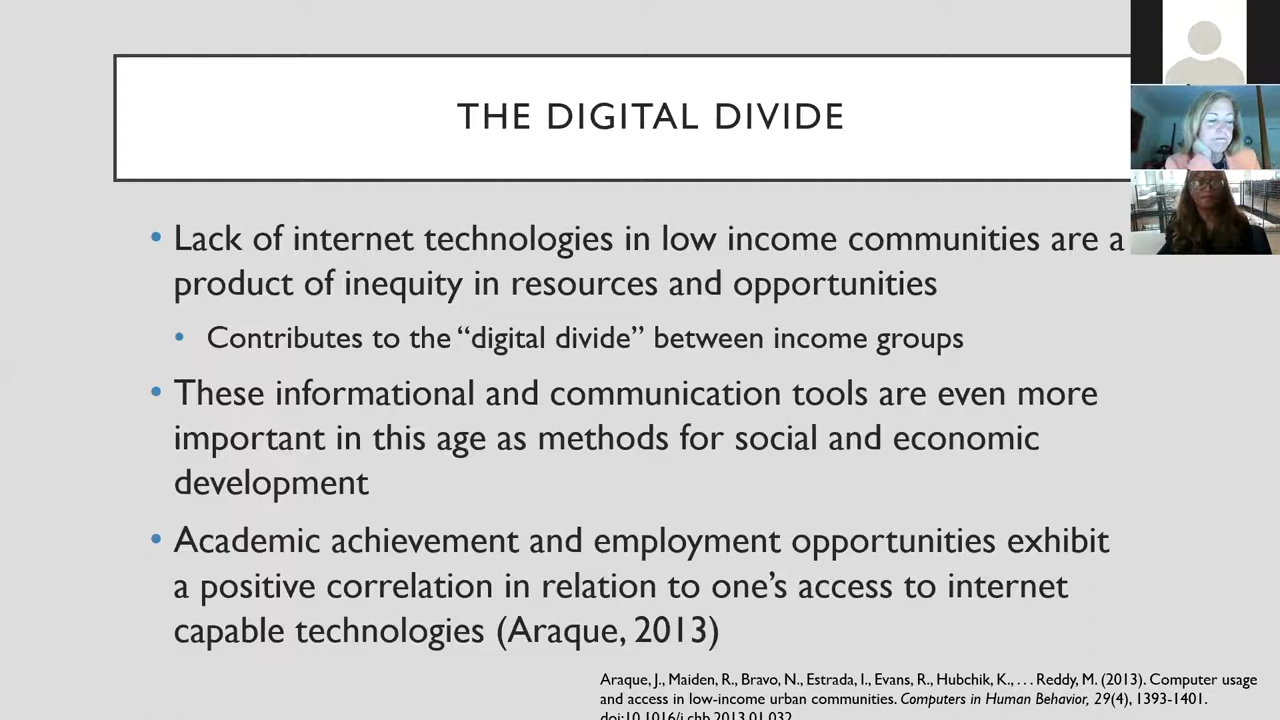 THE DIGITAL DIVIDE
• Lack of internet technologies in low income communities are a
product of inequity in resources and opportunities
• Contributes to the “digital divide” between income groups
• These informational and communication tools are even more
important in this age as methods for social and economic
development
• Academic achievement and employment opportunities exhibit
a positive correlation in relation to one’s access to internet
capable technologies (Araque, 2013)
Araque, J., Maiden, R., Bravo, N., Estrada, I., Evans, R., Hubchik, K., . . . Reddy, M. (2013). Computer usage
and access in low-income urban communities. Computers in Human Behavior, 29(4), 1393-1401.
doi:10.1016/j.chb.2013.01.032